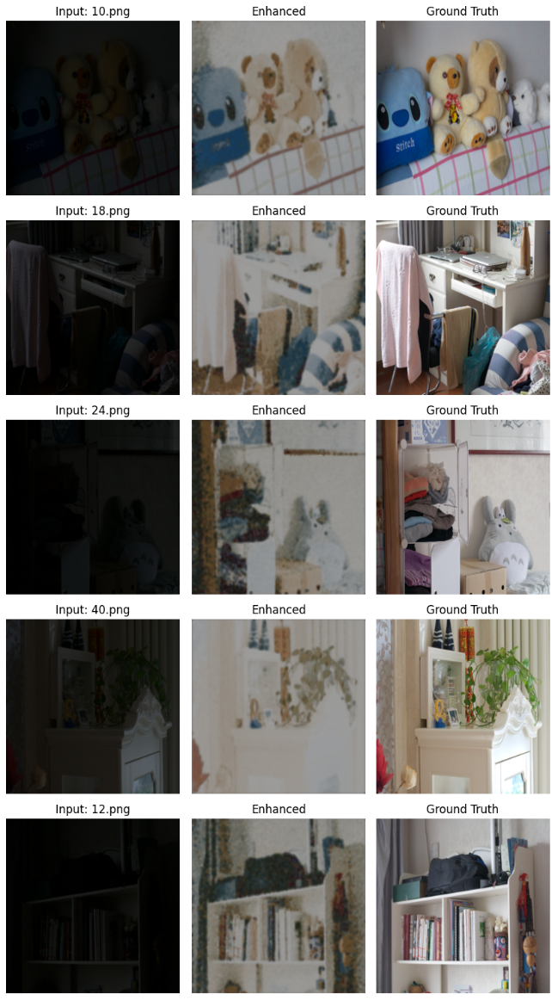 Input: 10.png
Enhanced
Ground Truth
Stitch
Input: 18.png
Enhanced
Ground Truth
Input: 24.png
Enhanced
Ground Truth
Input: 40.png
Enhanced
Ground Truth
Input: 12.png
Enhanced
Ground Truth